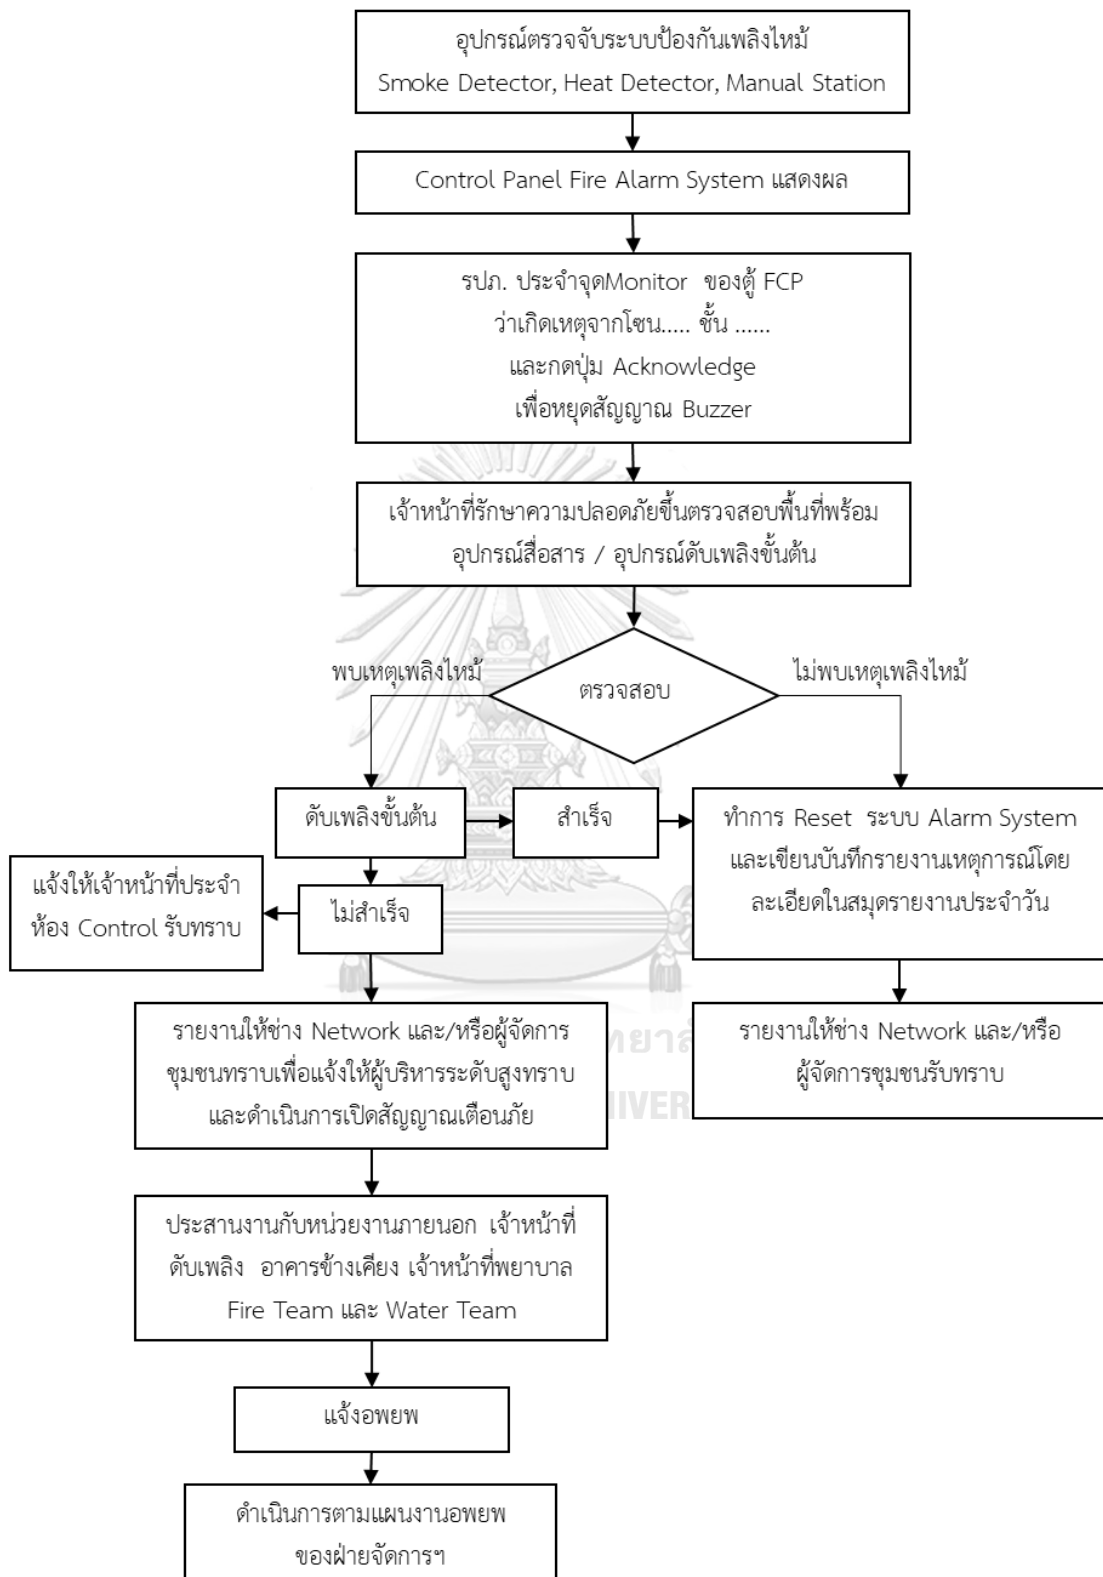 อุปกรณ์ตรวจจับระบบป้องกันเพลิงไหม้
Smoke Detector, Heat Detector, Manual Station
Control Panel Fire Alarm System แสดงผล
รปภ. ประจำจุดMonitor ของตู้ FCP
ว่าเกิดเหตุจากโซน..... ชั้น ......
และกดปุ่ม Acknowledge
เพื่อหยุดสัญญาณ Buzzer
เจ้าหน้าที่รักษาความปลอดภัยขึ้นตรวจสอบพื้นที่พร้อม
อุปกรณ์สื่อสาร / อุปกรณ์ดับเพลิงขั้นต้น
พบเหตุเพลิงไหม้
ตรวจสอบ
ไม่พบเหตุเพลิงไหม้
ดับเพลิงขั้นต้น
สำเร็จ
ทำการ Reset ระบบ Alarm System
และเขียนบันทึกรายงานเหตุการณ์โดย
ละเอียดในสมุดรายงานประจำวัน
แจ้งให้เจ้าหน้าที่ประจำ
ห้อง Control รับทราบ
ไม่สำเร็จ
รายงานให้ช่าง Network และ/หรือผู้จัดการ
ชุมชนทราบเพื่อแจ้งให้ผู้บริหารระดับสูงทราบ
และดำเนินการเปิดสัญญาณเตือนภัย
รายงานให้ช่าง Network และ/หรือ
ผู้จัดการชุมชนรับทราบ
ประสานงานกับหน่วยงานภายนอก เจ้าหน้าที่
ดับเพลิง อาคารข้างเคียง เจ้าหน้าที่พยาบาล
Fire Team และ Water Team
แจ้งอพยพ
ดำเนินการตามแผนงานอพยพ
ของฝ่ายจัดการฯ